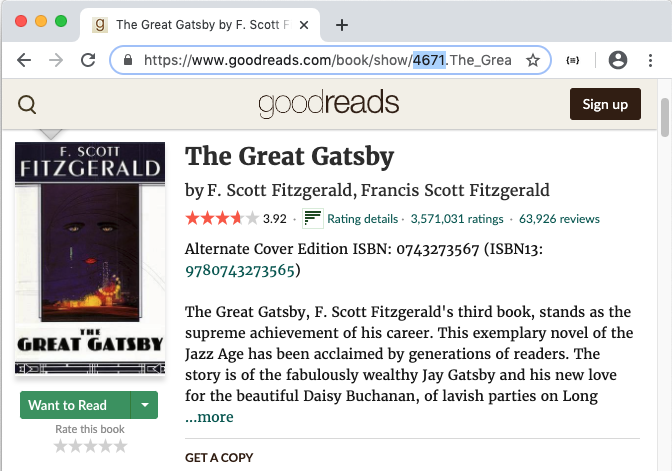 The Great Gatsby by F. Scott F
https://www.goodreads.com/book/show/4671.The_Grea
goodreads
Sign up
F. SCOTT
FITZGERALD
THE
GREAT GATSBY
The Great Gatsby
by F. Scott Fitzgerald, Francis Scott Fitzgerald
3.92 · Rating details · 3,571,031 ratings · 63,926 reviews
Alternate Cover Edition ISBN: 0743273567 (ISBN13:
9780743273565)
The Great Gatsby, F. Scott Fitzgerald's third book, stands as the
supreme achievement of his career. This exemplary novel of the
Jazz Age has been acclaimed by generations of readers. The
story is of the fabulously wealthy Jay Gatsby and his new love
for the beautiful Daisy Buchanan, of lavish parties on Long
...more
Want to Read
Rate this book
GET A COPY